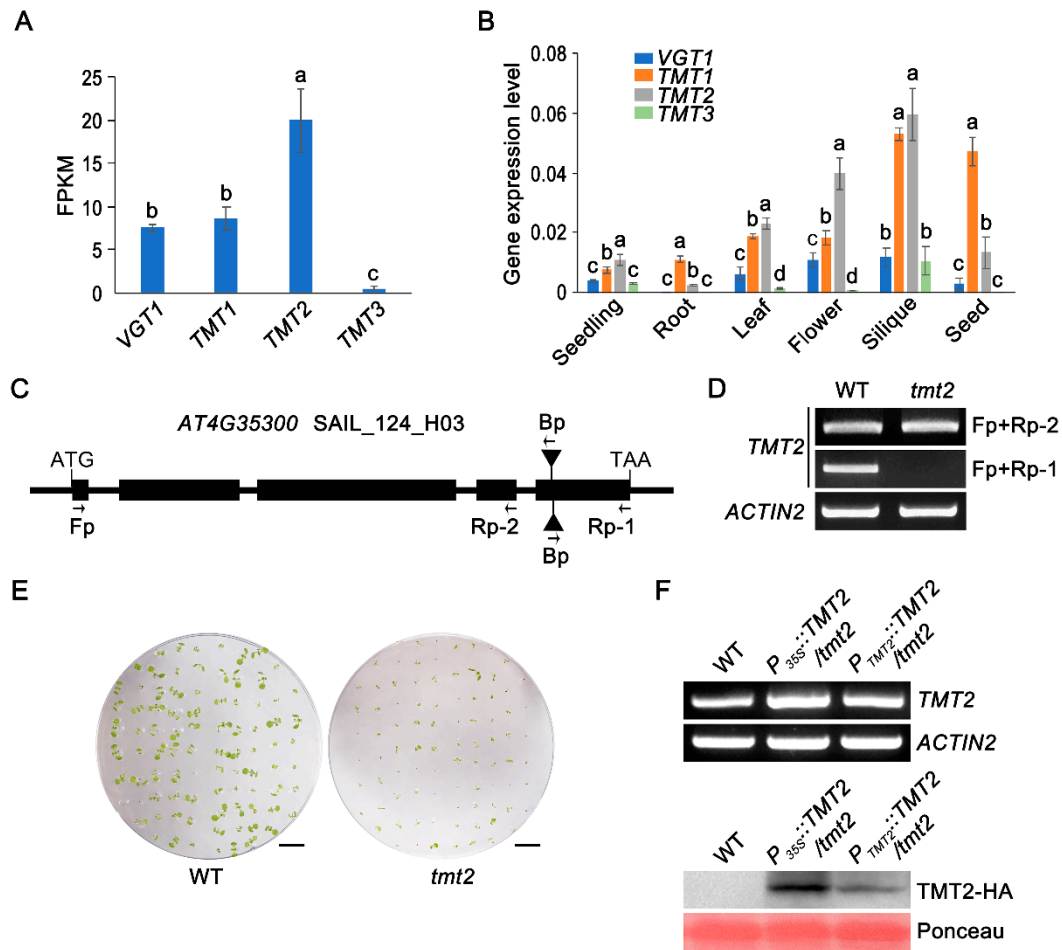 A
FPKM
25
20
15
10
5
0
b
b
a
c
VGT1
TMT1
TMT2
TMT3
B
Gene expression level
0.08
0.06
0.04
0.02
0
VGT1
TMT1
TMT2
TMT3
c b a c
c a b c
c b a d
c b a d
b a a b
c a b c
Seedling
Root
Leaf
Flower
Silique
Seed
C
AT4G35300 SAIL_124_H03
Bp
ATG
TAA
Fp
Rp-2
Rp-1
Bp
D
WT tmt2
TMT2
Fp+Rp-2
Fp+Rp-1
ACTIN2
E
WT
tmt2
F
WT
P35S::TMT2
/tmt2
PTMT2::TMT2
/tmt2
TMT2
ACTIN2
WT
P35S::TMT2
/tmt2
PTMT2::TMT2
/tmt2
TMT2-HA
Ponceau